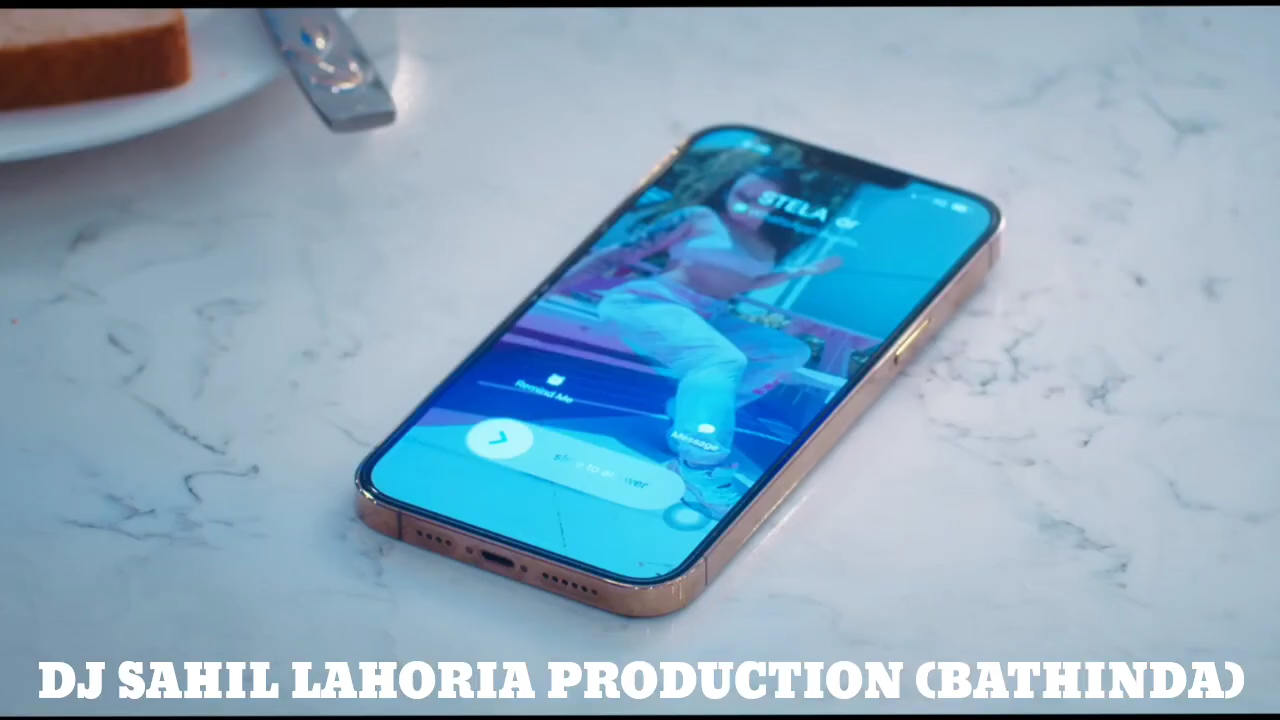 STELA
Remind Me
Message
DJ SAHIL LAHORIA PRODUCTION (BATHINDA)